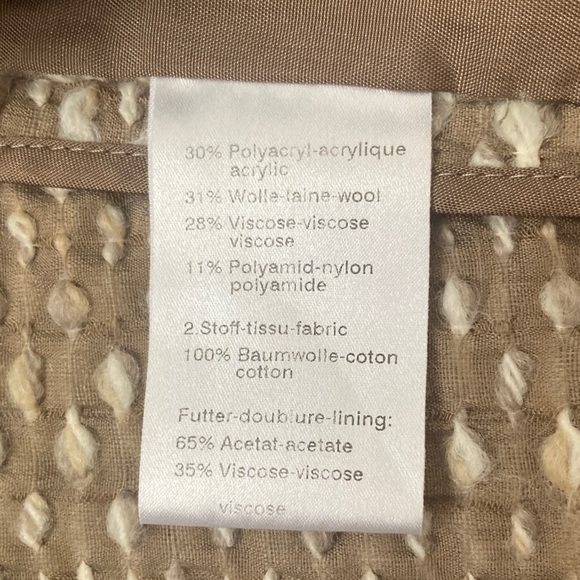 30% Polyacryl-acrylique
acrylic
31% Wolle-laine-wool
28% Viscose-viscose
viscose
11% Polyamid-nylon
polyamide
2.Stoff-tissu-fabric
100% Baumwolle-coton
cotton
Futter-doublure-lining:
65% Acetat-acetate
35% Viscose-viscose
viscose